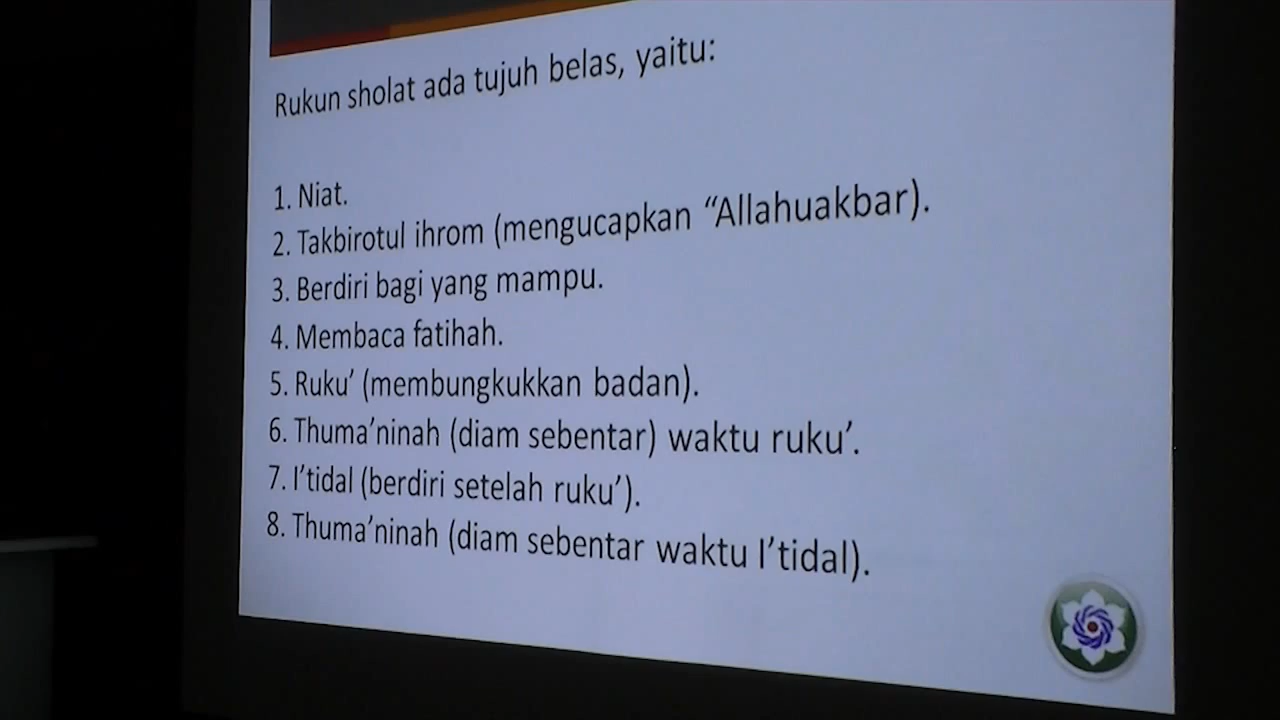 Rukun sholat ada tujuh belas, yaitu:
1. Niat.
2. Takbirotul ihrom (mengucapkan “Allahuakbar).
3. Berdiri bagi yang mampu.
4. Membaca fatihah.
5. Ruku’ (membungkukkan badan).
6. Thuma’ninah (diam sebentar) waktu ruku’.
7. I’tidal (berdiri setelah ruku’).
8. Thuma’ninah (diam sebentar waktu I’tidal).